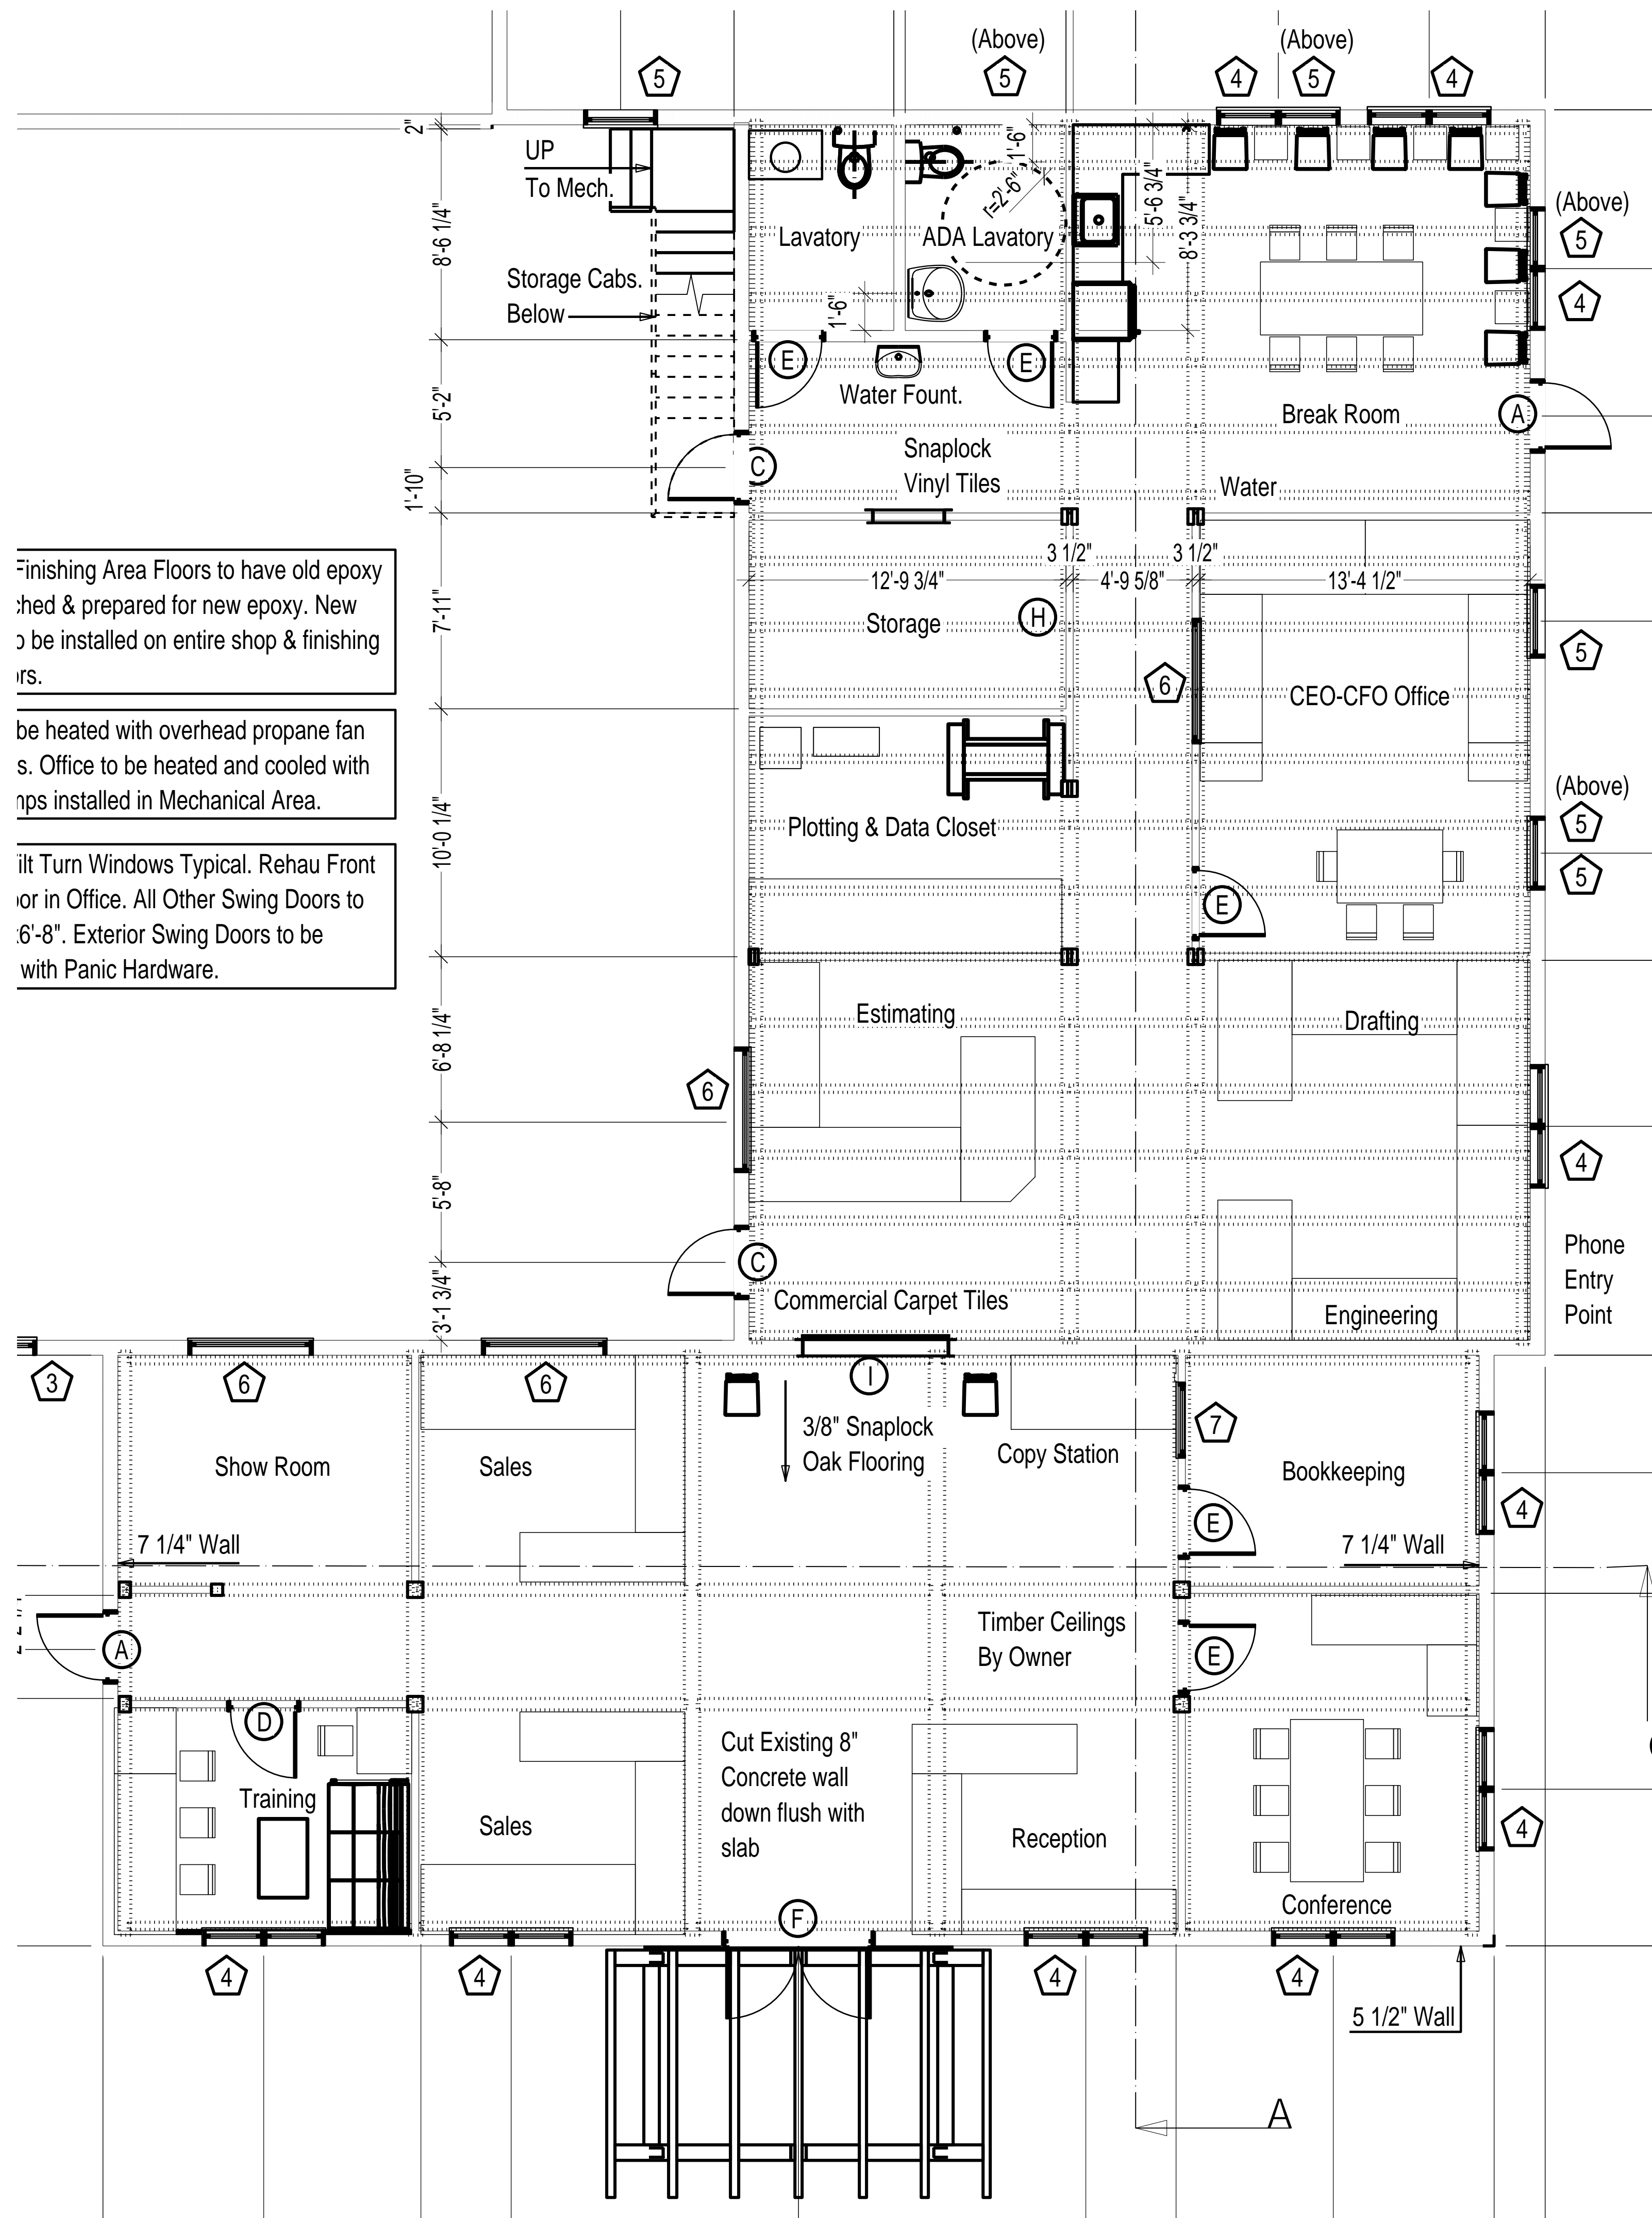 (Above)
(Above)
5
5
4
5
4
2"
UP
To Mech.
1'-6"
r=2'-6"
5'-6 3/4"
8'-3 3/4"
8'-6 1/4"
Lavatory
ADA Lavatory
(Above)
5
4
Storage Cabs.
Below
1'-6"
E
E
Water Fount.
5'-2"
Break Room
A
C
Snaplock
Vinyl Tiles
Water
1'-10"
3 1/2"
3 1/2"
12'-9 3/4"
4'-9 5/8"
13'-4 1/2"
Finishing Area Floors to have old epoxy
ched & prepared for new epoxy. New
o be installed on entire shop & finishing
rs.
7'-11"
Storage
H
5
6
CEO-CFO Office
be heated with overhead propane fan
s. Office to be heated and cooled with
mps installed in Mechanical Area.
(Above)
5
5
Plotting & Data Closet
10'-0 1/4"
ilt Turn Windows Typical. Rehau Front
or in Office. All Other Swing Doors to
6'-8". Exterior Swing Doors to be
with Panic Hardware.
E
Estimating
Drafting
6'-8 1/4"
6
4
5'-8"
Phone
Entry
Point
C
3'-1 3/4"
Commercial Carpet Tiles
Engineering
3
6
6
I
7
3/8" Snaplock
Oak Flooring
Copy Station
Show Room
Sales
Bookkeeping
4
E
7 1/4" Wall
7 1/4" Wall
Timber Ceilings
By Owner
A
E
D
Cut Existing 8"
Concrete wall
down flush with
slab
Training
Sales
Reception
4
Conference
F
4
4
4
4
5 1/2" Wall
A